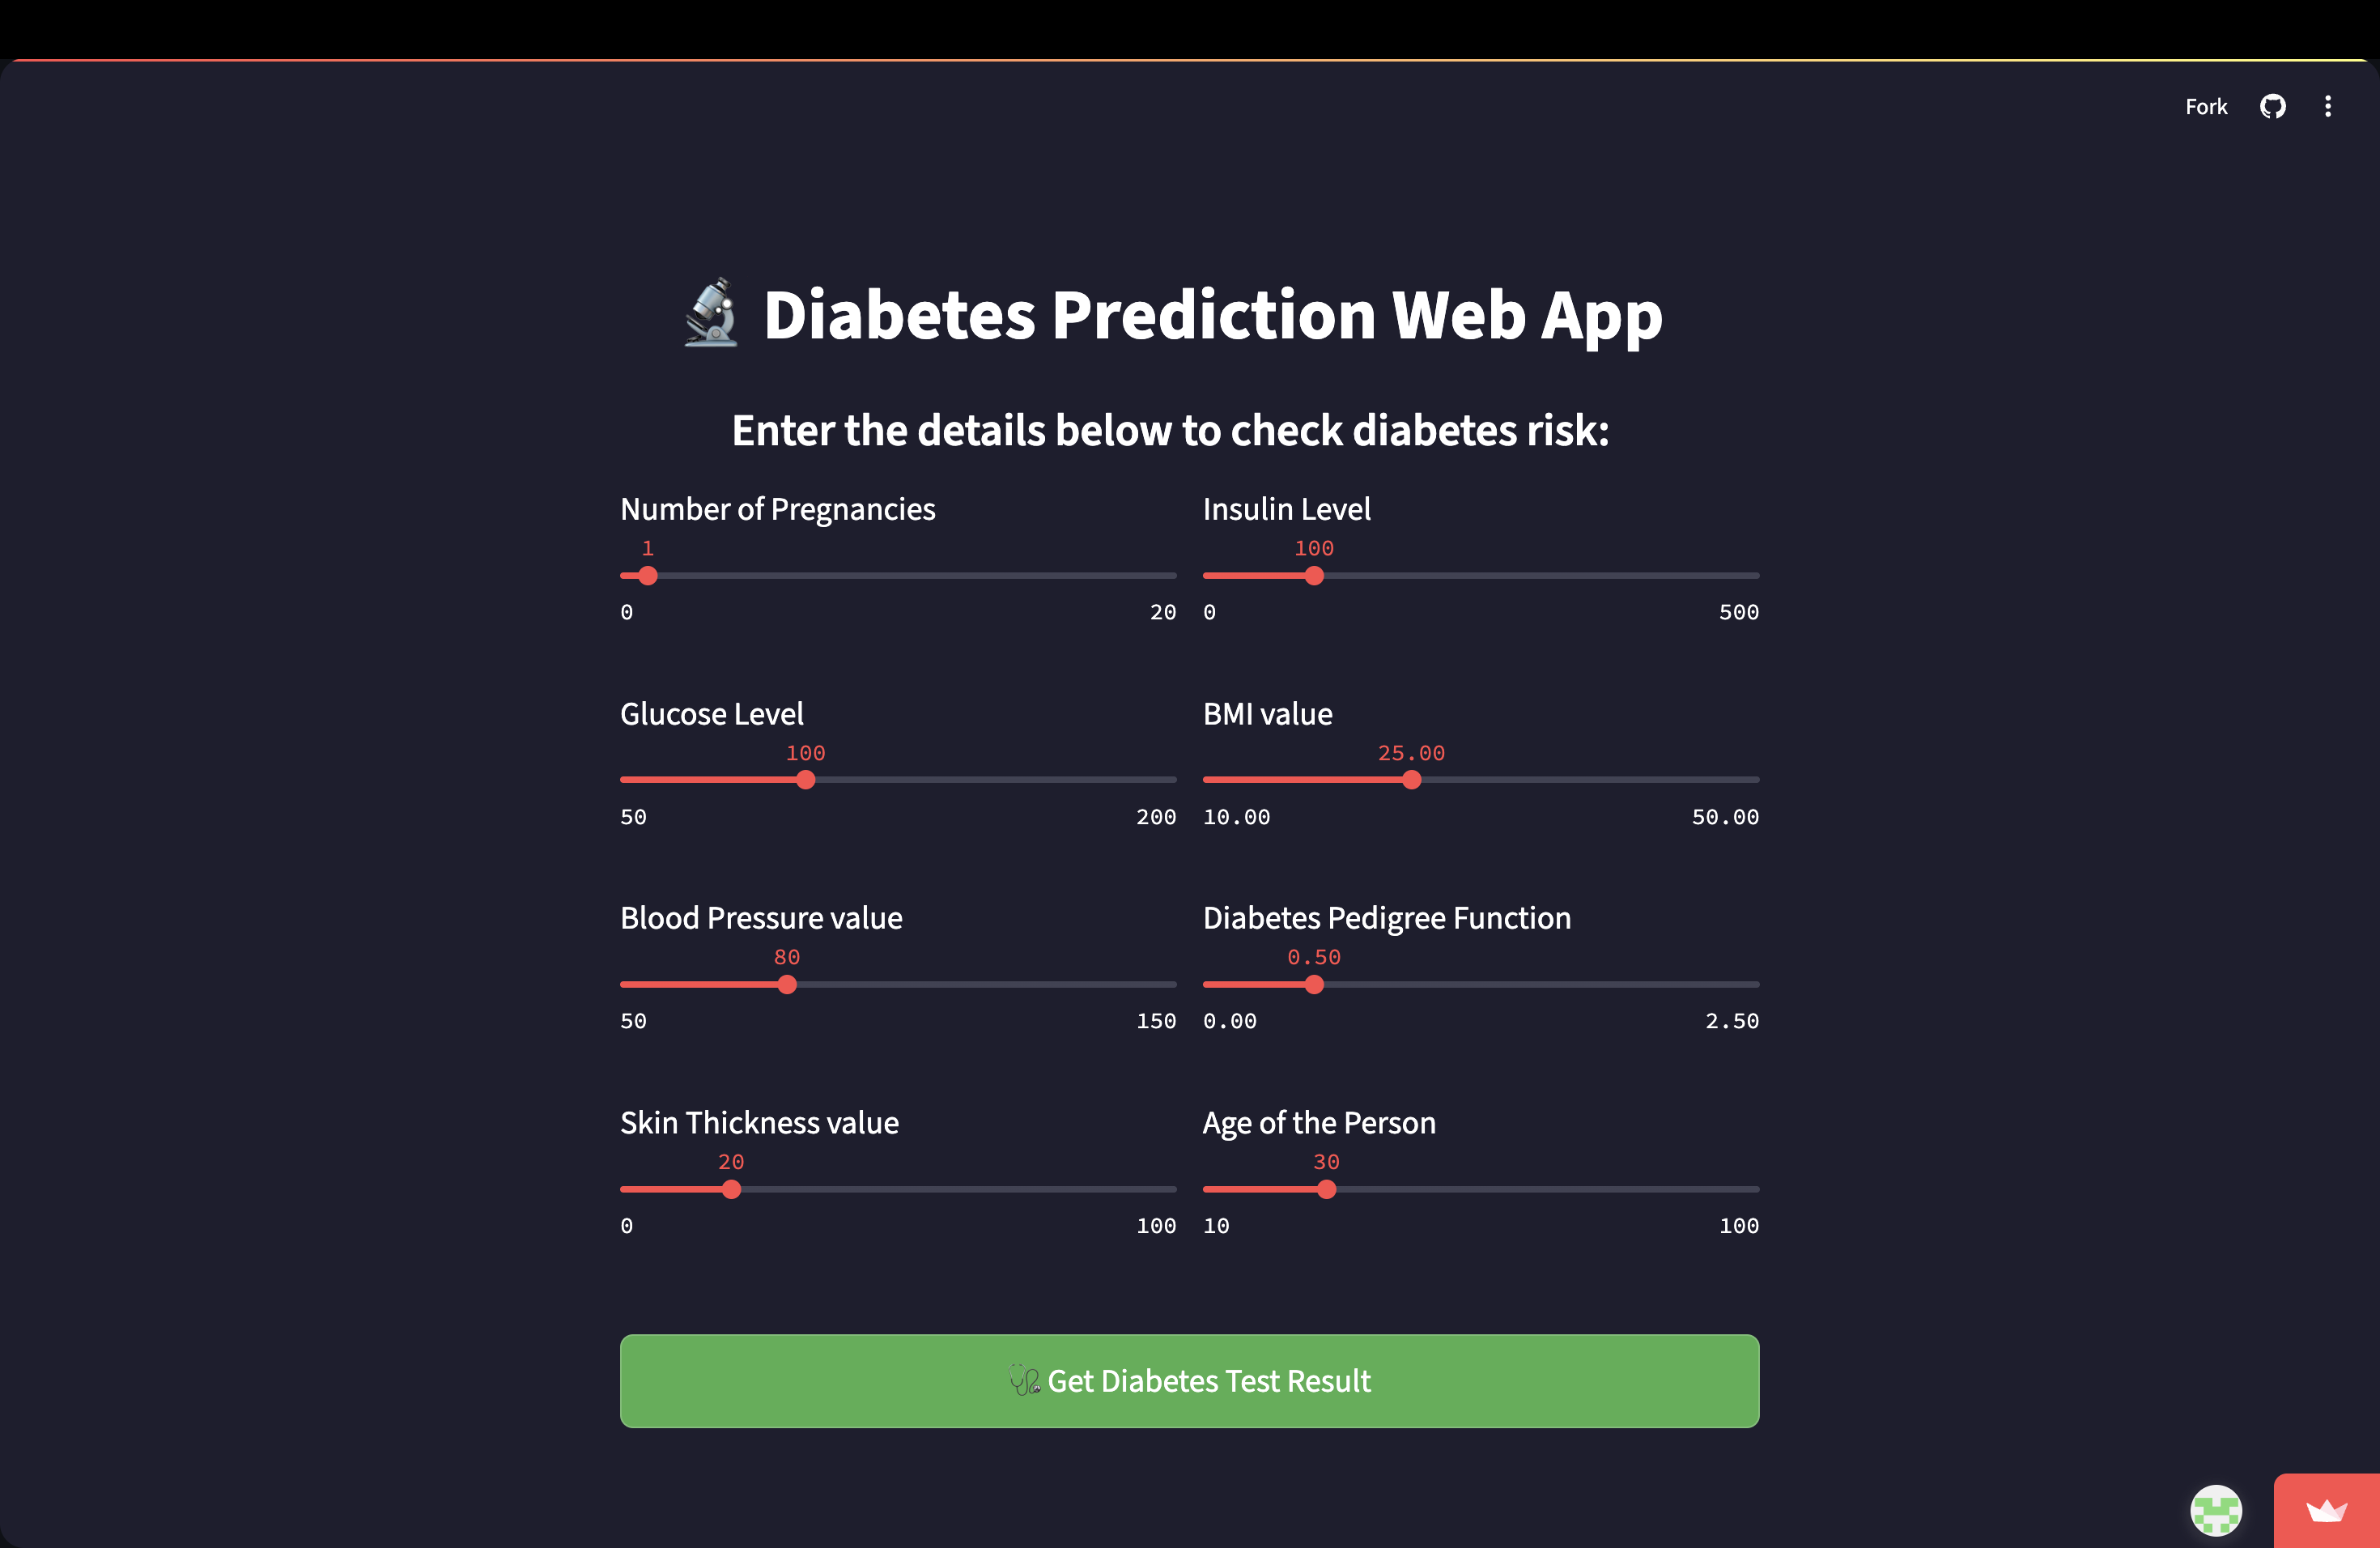 Fork
Diabetes Prediction Web App
Enter the details below to check diabetes risk:
Number of Pregnancies
1
0 20
Insulin Level
100
0 500
Glucose Level
100
50 200
BMI value
25.00
10.00 50.00
Blood Pressure value
80
50 150
Diabetes Pedigree Function
0.50
0.00 2.50
Skin Thickness value
20
0 100
Age of the Person
30
10 100
Get Diabetes Test Result